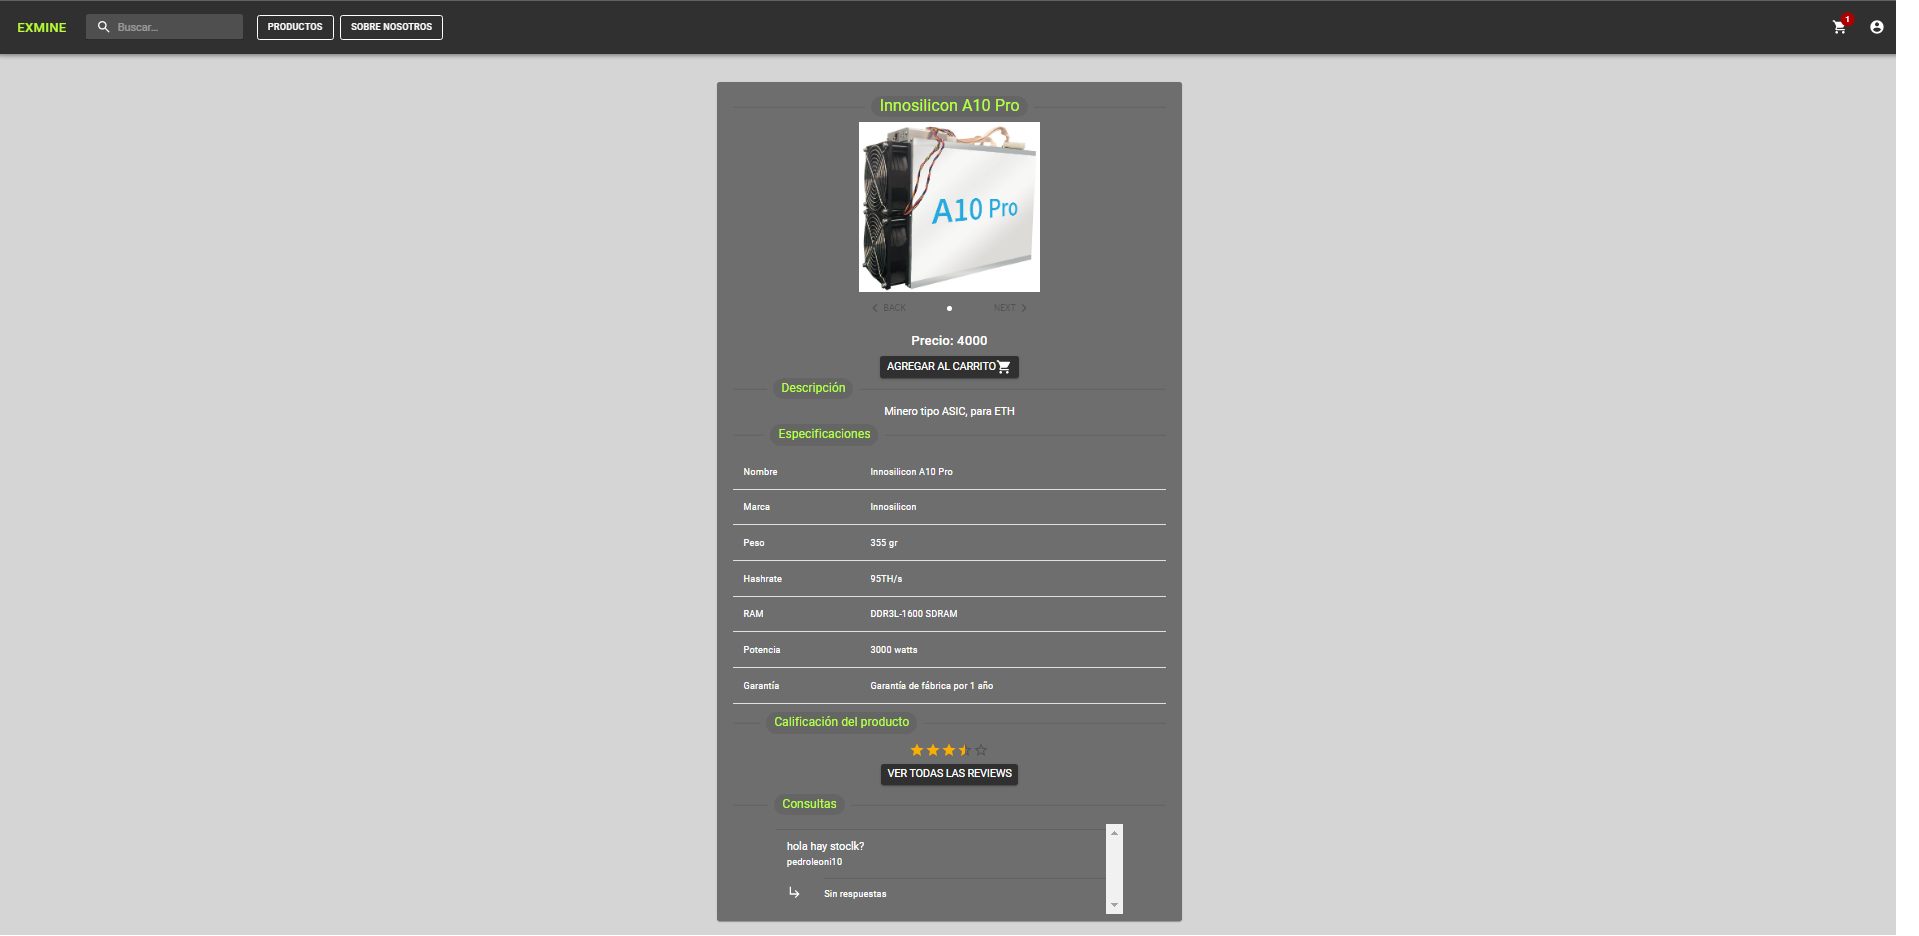 EXMINE Buscar... PRODUCTOS SOBRE NOSOTROS 1
Innosilicon A10 Pro
A10 Pro
BACK NEXT
Precio: 4000
AGREGAR AL CARRITO
Descripción
Minero tipo ASIC, para ETH
Especificaciones
Nombre Innosilicon A10 Pro
Marca Innosilicon
Peso 355 gr
Hashrate 95TH/s
RAM DDR3L-1600 SDRAM
Potencia 3000 watts
Garantía Garantía de fábrica por 1 año
Calificación del producto
VER TODAS LAS REVIEWS
Consultas
hola hay stoclk?
pedroleoni10
Sin respuestas